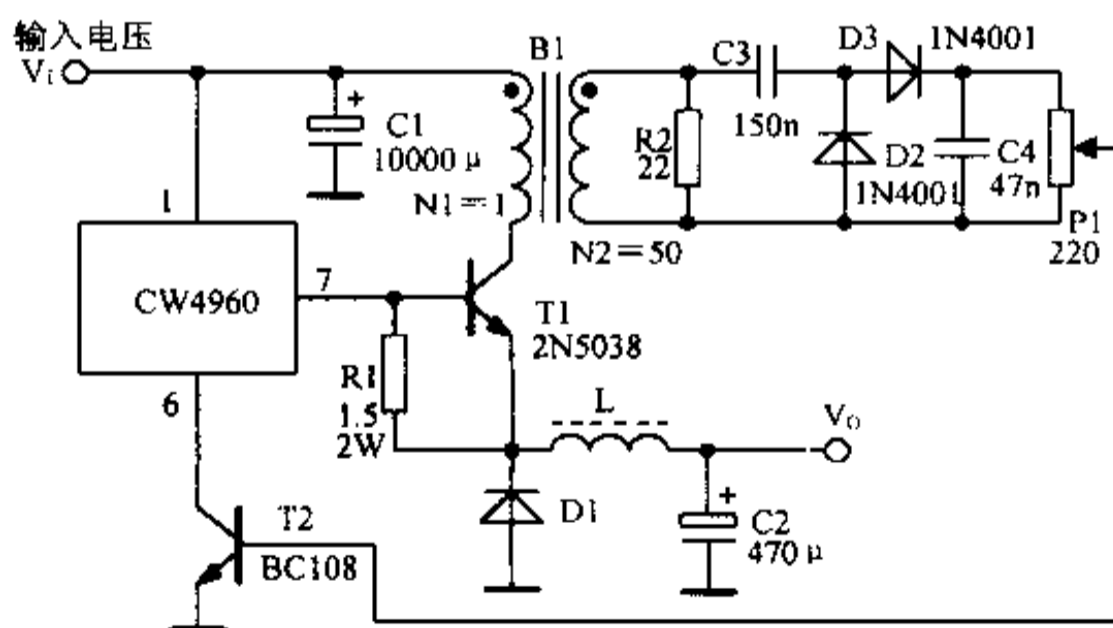 输入电压
Vi
C1
10000μ
B1
N1=1
N2=50
R2
22
C3
150n
D3
1N4001
D2
1N4001
C4
47n
P1
220
1
CW4960
7
6
T1
2N5038
R1
1.5
2W
L
VO
D1
C2
470μ
T2
BC108